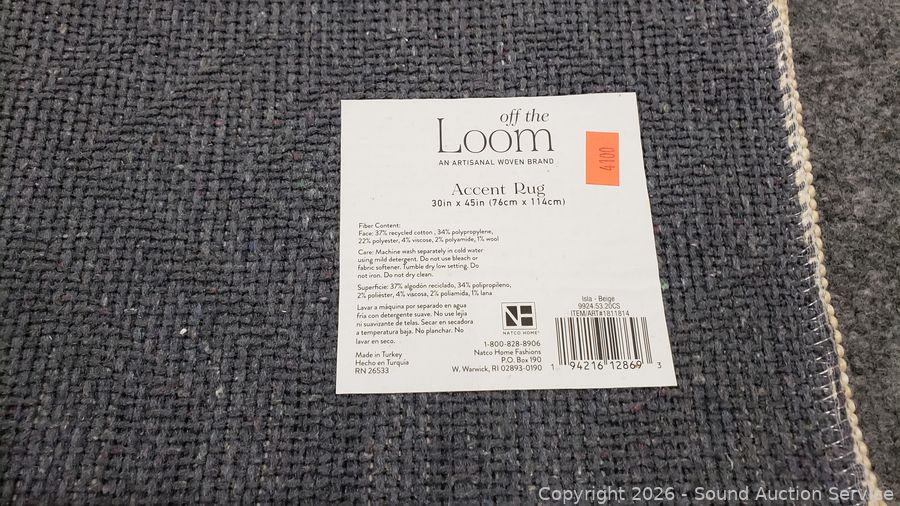 off the
Loom
AN ARTISANAL WOVEN BRAND
4100
Accent Rug
30in x 45in (76cm x 114cm)
Fiber Content:
Face: 37% recycled cotton , 34% polypropylene,
22% polyester, 4% viscose, 2% polyamide, 1% wool
Care: Machine wash separately in cold water
using mild detergent. Do not use bleach or
fabric softener. Tumble dry low setting. Do
not iron. Do not dry clean.
Superficie: 37% algodón reciclado, 34% polipropileno,
2% poliéster, 4% viscosa, 2% poliamida, 1% lana
Lavar a máquina por separado en agua
fría con detergente suave. No use lejía
ni suavizante de telas. Secar en secadora
a temperatura baja. No planchar. No
lavar en seco.
Made in Turkey
Hecho en Turquía
RN 26533
NATCO HOME
1-800-828-8906
Natco Home Fashions
P.O. Box 190
W. Warwick, RI 02893-0190
Isla - Beige
9924.53.20CS
ITEM/ART#1811814
1 94216 12869 3
Copyright 2026 - Sound Auction Service